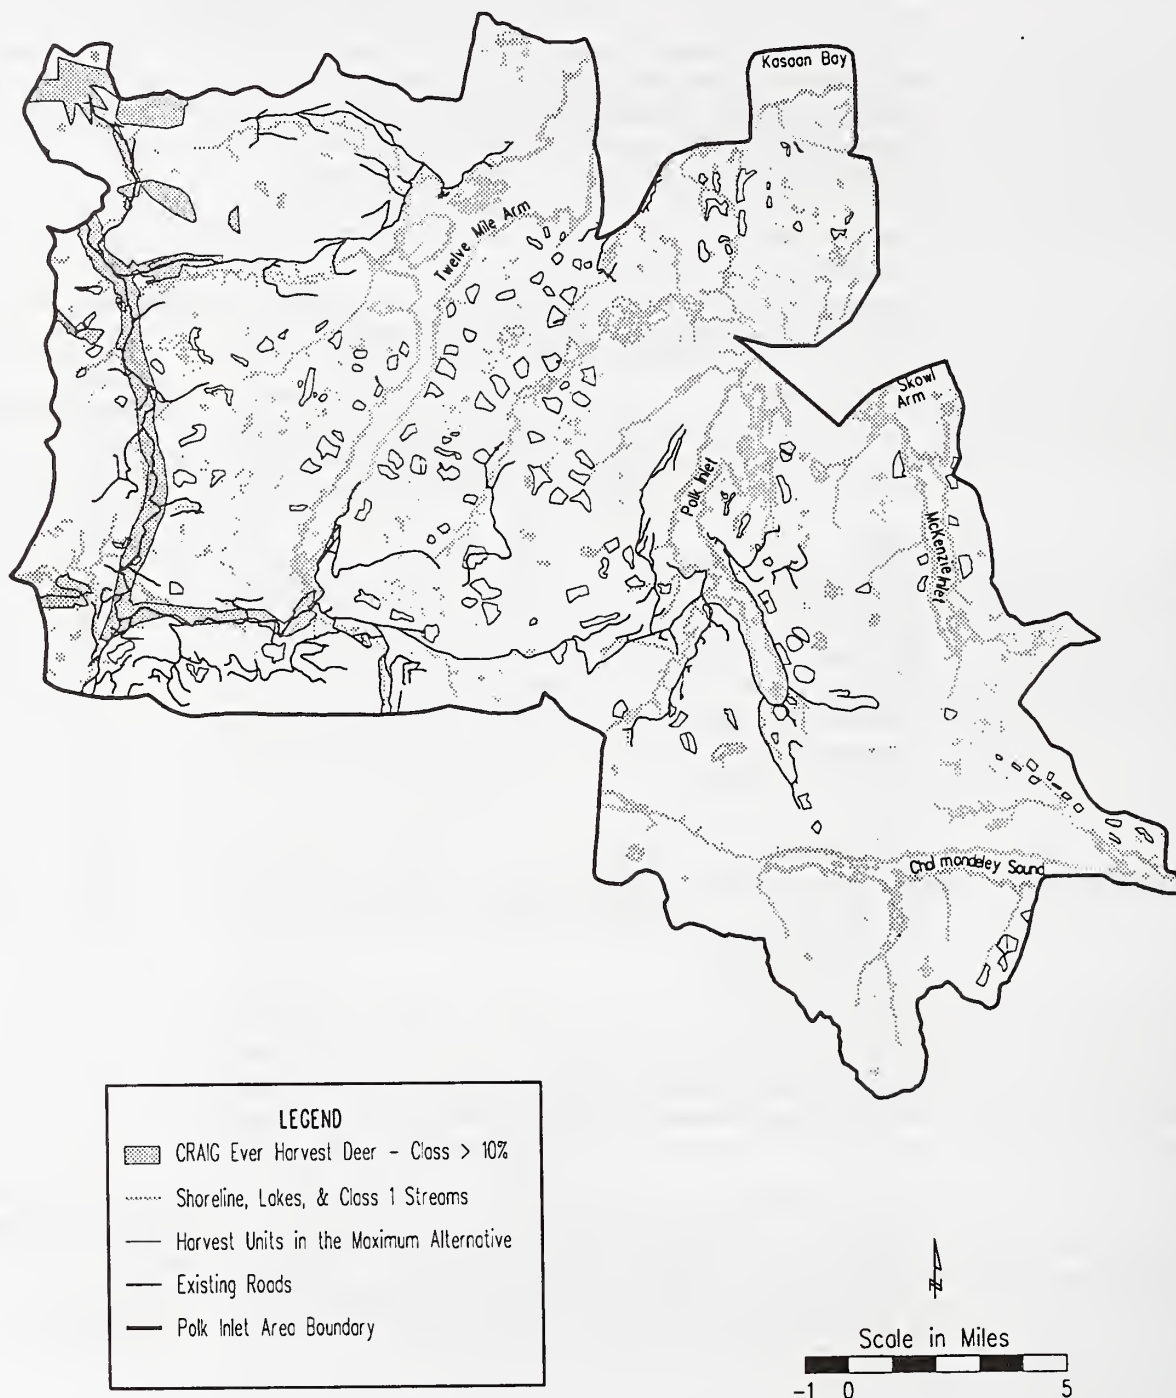 Kasaan Bay
Twelve Mile Arm
Skowl
Arm
Polk Inlet
McKenzie Inlet
Chol mondeley Sound
LEGEND
CRAIG Ever Harvest Deer - Class > 10%
Shoreline, Lakes, & Class 1 Streams
Harvest Units in the Maximum Alternative
Existing Roads
Polk Inlet Area Boundary
N
Scale in Miles
-1 0 5